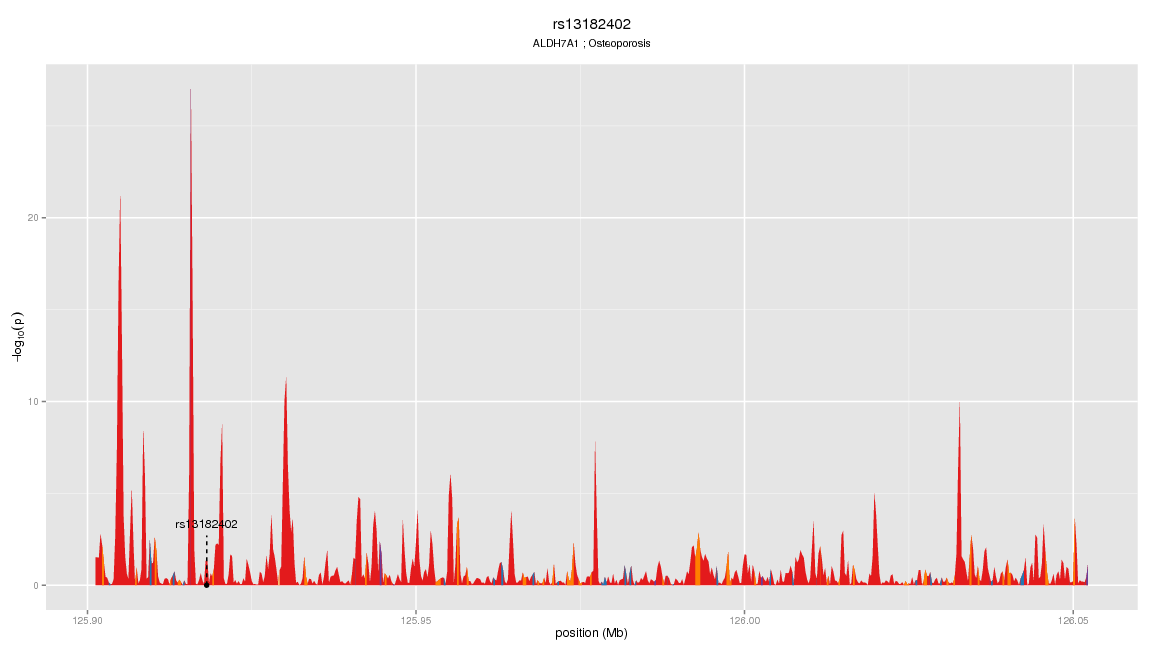 rs13182402
ALDH7A1 ; Osteoporosis
−log10(p)
20
10
0
rs13182402
125.90
125.95
126.00
126.05
position (Mb)